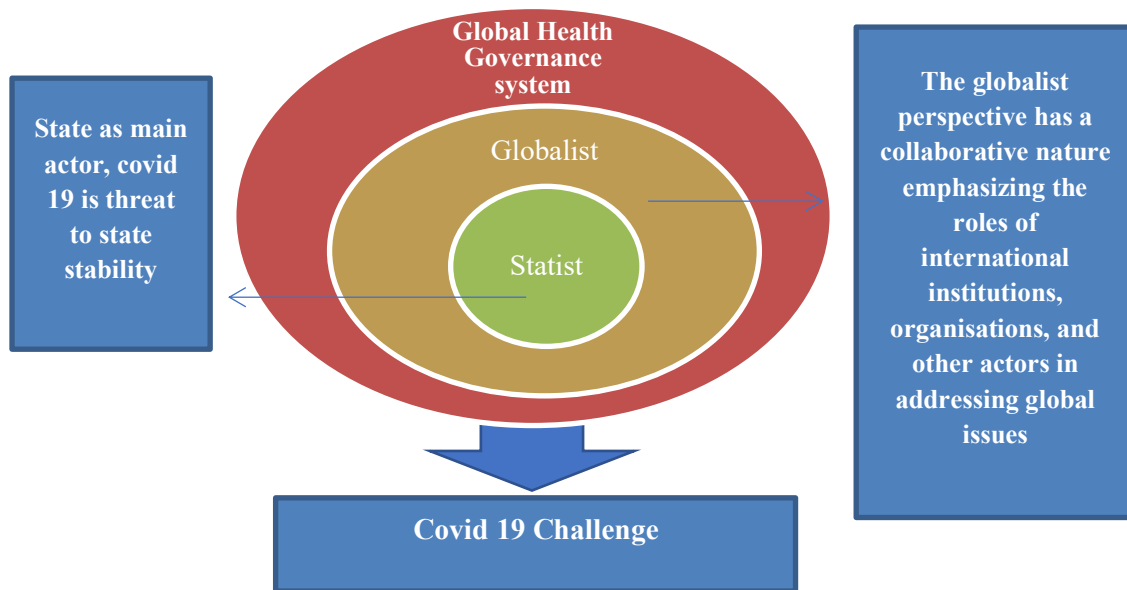 Global Health
Governance
system
Globalist
Statist
State as main
actor, covid
19 is threat
to state
stability
The globalist
perspective has a
collaborative nature
emphasizing the
roles of
international
institutions,
organisations, and
other actors in
addressing global
issues
Covid 19 Challenge